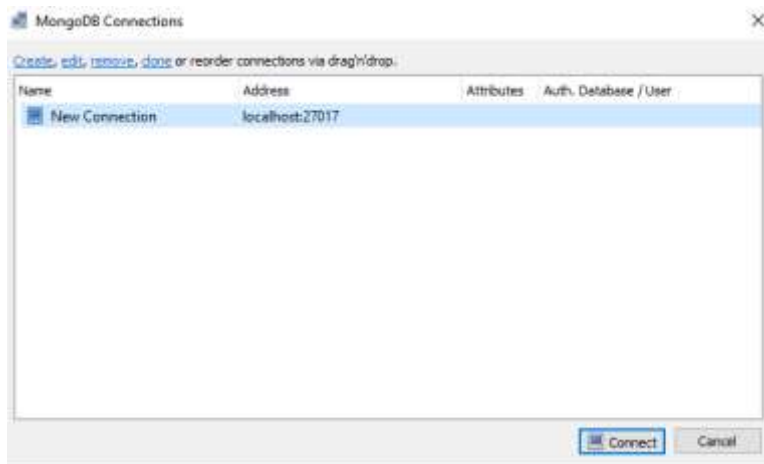 MongoDB Connections
Create, edit, remove, clone or reorder connections via drag'n'drop.
Name Address Attributes Auth. Database / User
New Connection localhost:27017
Connect Cancel